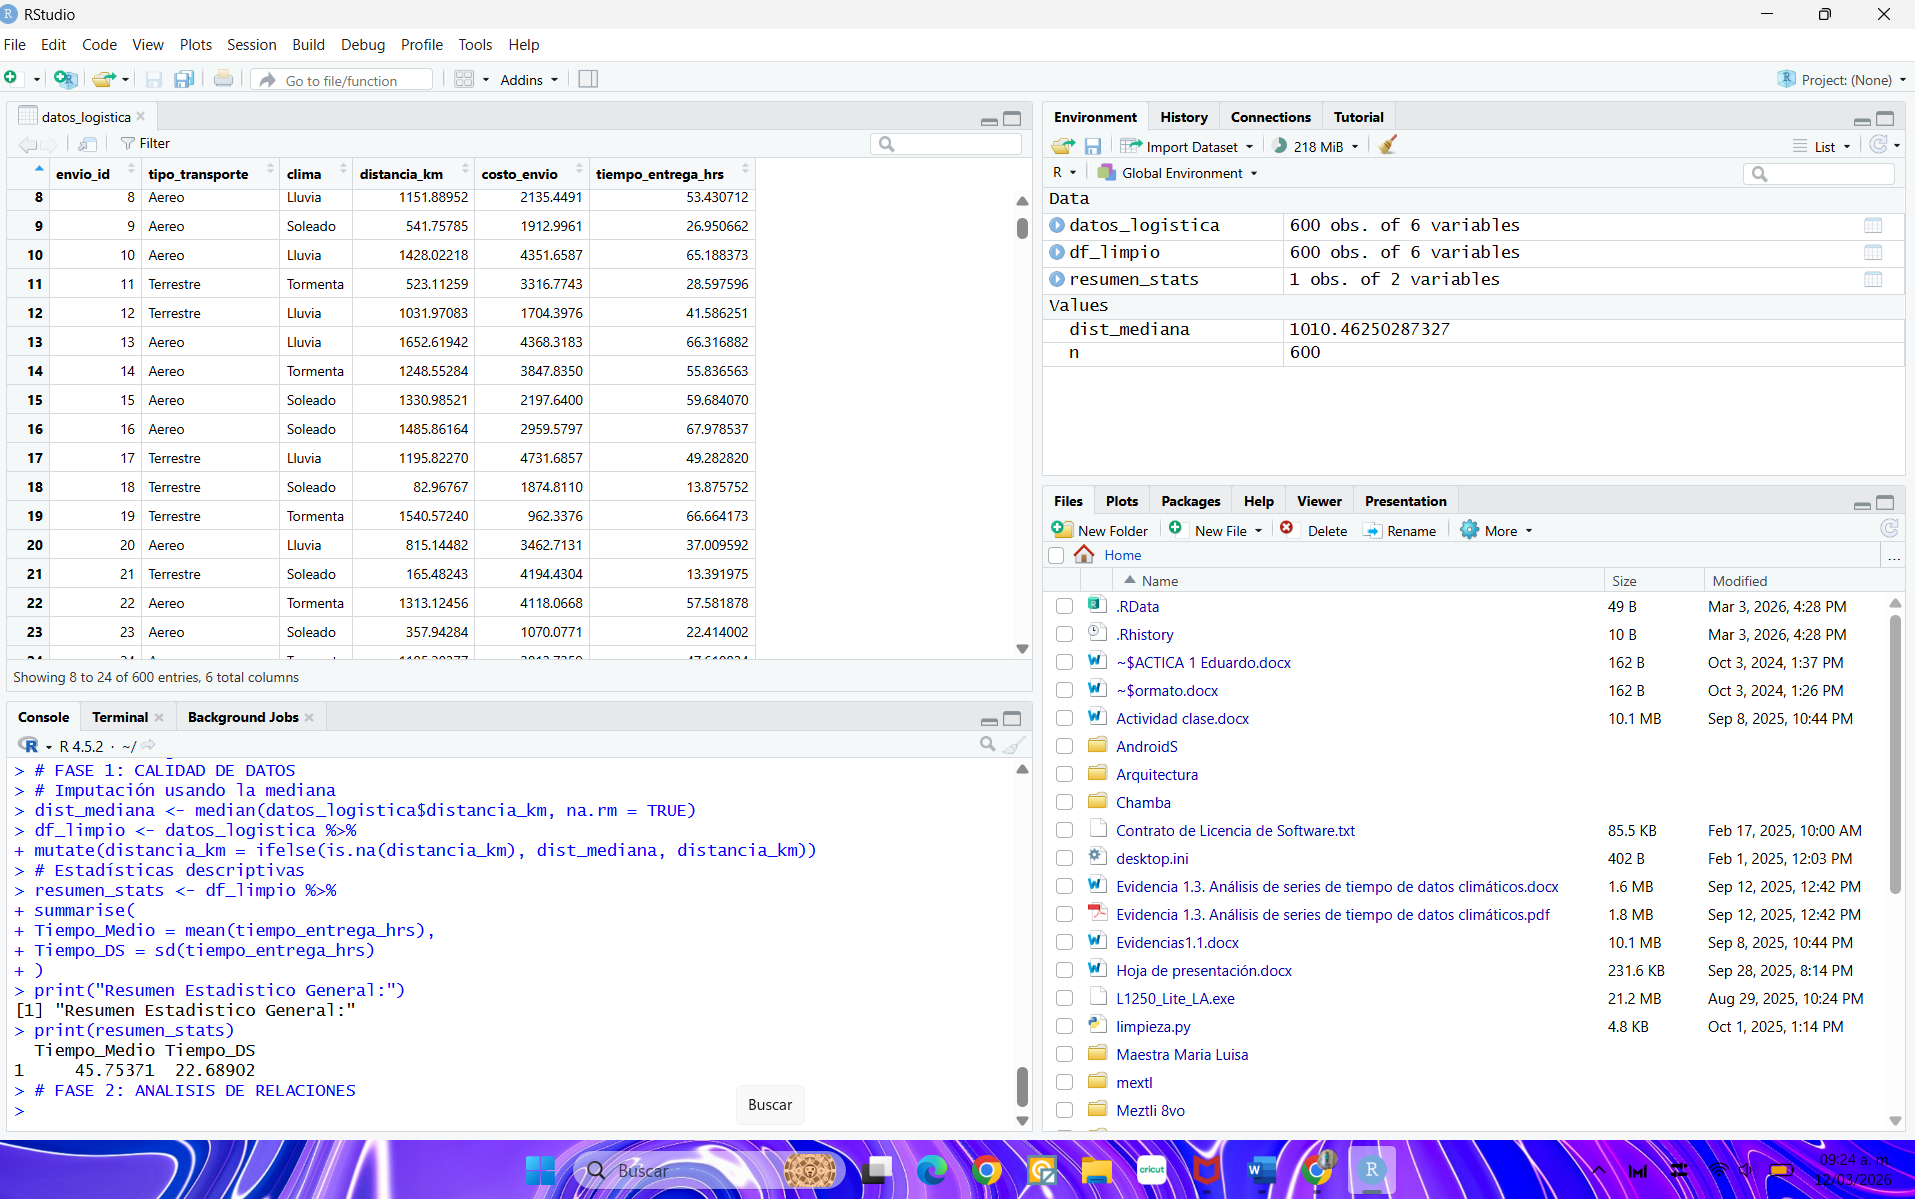 RStudio
File Edit Code View Plots Session Build Debug Profile Tools Help
Go to file/function Addins Project: (None)
datos_logistica
Filter
envio_id tipo_transporte clima distancia_km costo_envio tiempo_entrega_hrs
8 8 Aereo Lluvia 1151.88952 2135.4491 53.430712
9 9 Aereo Soleado 541.75785 1912.9961 26.950662
10 10 Aereo Lluvia 1428.02218 4351.6587 65.188373
11 11 Terrestre Tormenta 523.11259 3316.7743 28.597596
12 12 Terrestre Lluvia 1031.97083 1704.3976 41.586251
13 13 Aereo Lluvia 1652.61942 4368.3183 66.316882
14 14 Aereo Tormenta 1248.55284 3847.8350 55.836563
15 15 Aereo Soleado 1330.98521 2197.6400 59.684070
16 16 Aereo Soleado 1485.86164 2959.5797 67.978537
17 17 Terrestre Lluvia 1195.82270 4731.6857 49.282820
18 18 Terrestre Soleado 82.96767 1874.8110 13.875752
19 19 Terrestre Tormenta 1540.57240 962.3376 66.664173
20 20 Aereo Lluvia 815.14482 3462.7131 37.009592
21 21 Terrestre Soleado 165.48243 4194.4304 13.391975
22 22 Aereo Tormenta 1313.12456 4118.0668 57.581878
23 23 Aereo Soleado 357.94284 1070.0771 22.414002
Showing 8 to 24 of 600 entries, 6 total columns
Console Terminal Background Jobs
R 4.5.2 · ~/
> # FASE 1: CALIDAD DE DATOS
> # Imputación usando la mediana
> dist_mediana <- median(datos_logistica$distancia_km, na.rm = TRUE)
> df_limpio <- datos_logistica %>%
+ mutate(distancia_km = ifelse(is.na(distancia_km), dist_mediana, distancia_km))
> # Estadísticas descriptivas
> resumen_stats <- df_limpio %>%
+ summarise(
+ Tiempo_Medio = mean(tiempo_entrega_hrs),
+ Tiempo_DS = sd(tiempo_entrega_hrs)
+ )
> print("Resumen Estadistico General:")
[1] "Resumen Estadistico General:"
> print(resumen_stats)
Tiempo_Medio Tiempo_DS
1 45.75371 22.68902
> # FASE 2: ANALISIS DE RELACIONES
>
Buscar
Environment History Connections Tutorial
Import Dataset 218 MiB List
R Global Environment
Data
datos_logistica 600 obs. of 6 variables
df_limpio 600 obs. of 6 variables
resumen_stats 1 obs. of 2 variables
Values
dist_mediana 1010.46250287327
n 600
Files Plots Packages Help Viewer Presentation
New Folder New File Delete Rename More
Home ...
Name Size Modified
.RData 49 B Mar 3, 2026, 4:28 PM
.Rhistory 10 B Mar 3, 2026, 4:28 PM
~$ACTICA 1 Eduardo.docx 162 B Oct 3, 2024, 1:37 PM
~$ormato.docx 162 B Oct 3, 2024, 1:26 PM
Actividad clase.docx 10.1 MB Sep 8, 2025, 10:44 PM
AndroidS
Arquitectura
Chamba
Contrato de Licencia de Software.txt 85.5 KB Feb 17, 2025, 10:00 AM
desktop.ini 402 B Feb 1, 2025, 12:03 PM
Evidencia 1.3. Análisis de series de tiempo de datos climáticos.docx 1.6 MB Sep 12, 2025, 12:42 PM
Evidencia 1.3. Análisis de series de tiempo de datos climáticos.pdf 1.8 MB Sep 12, 2025, 12:42 PM
Evidencias1.1.docx 10.1 MB Sep 8, 2025, 10:44 PM
Hoja de presentación.docx 231.6 KB Sep 28, 2025, 8:14 PM
L1250_Lite_LA.exe 21.2 MB Aug 29, 2025, 10:24 PM
limpieza.py 4.8 KB Oct 1, 2025, 1:14 PM
Maestra Maria Luisa
mextl
Meztli 8vo
Buscar
cricut
09:24 a. m.
12/03/2026